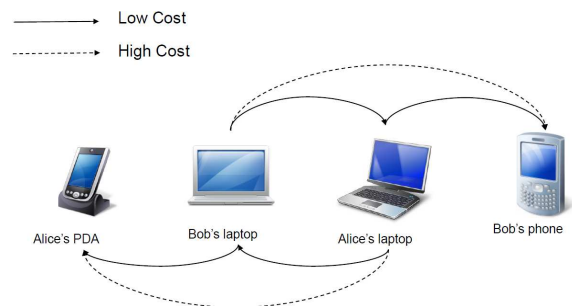 Low Cost
High Cost
Alice's PDA
Bob's laptop
Alice's laptop
Bob's phone